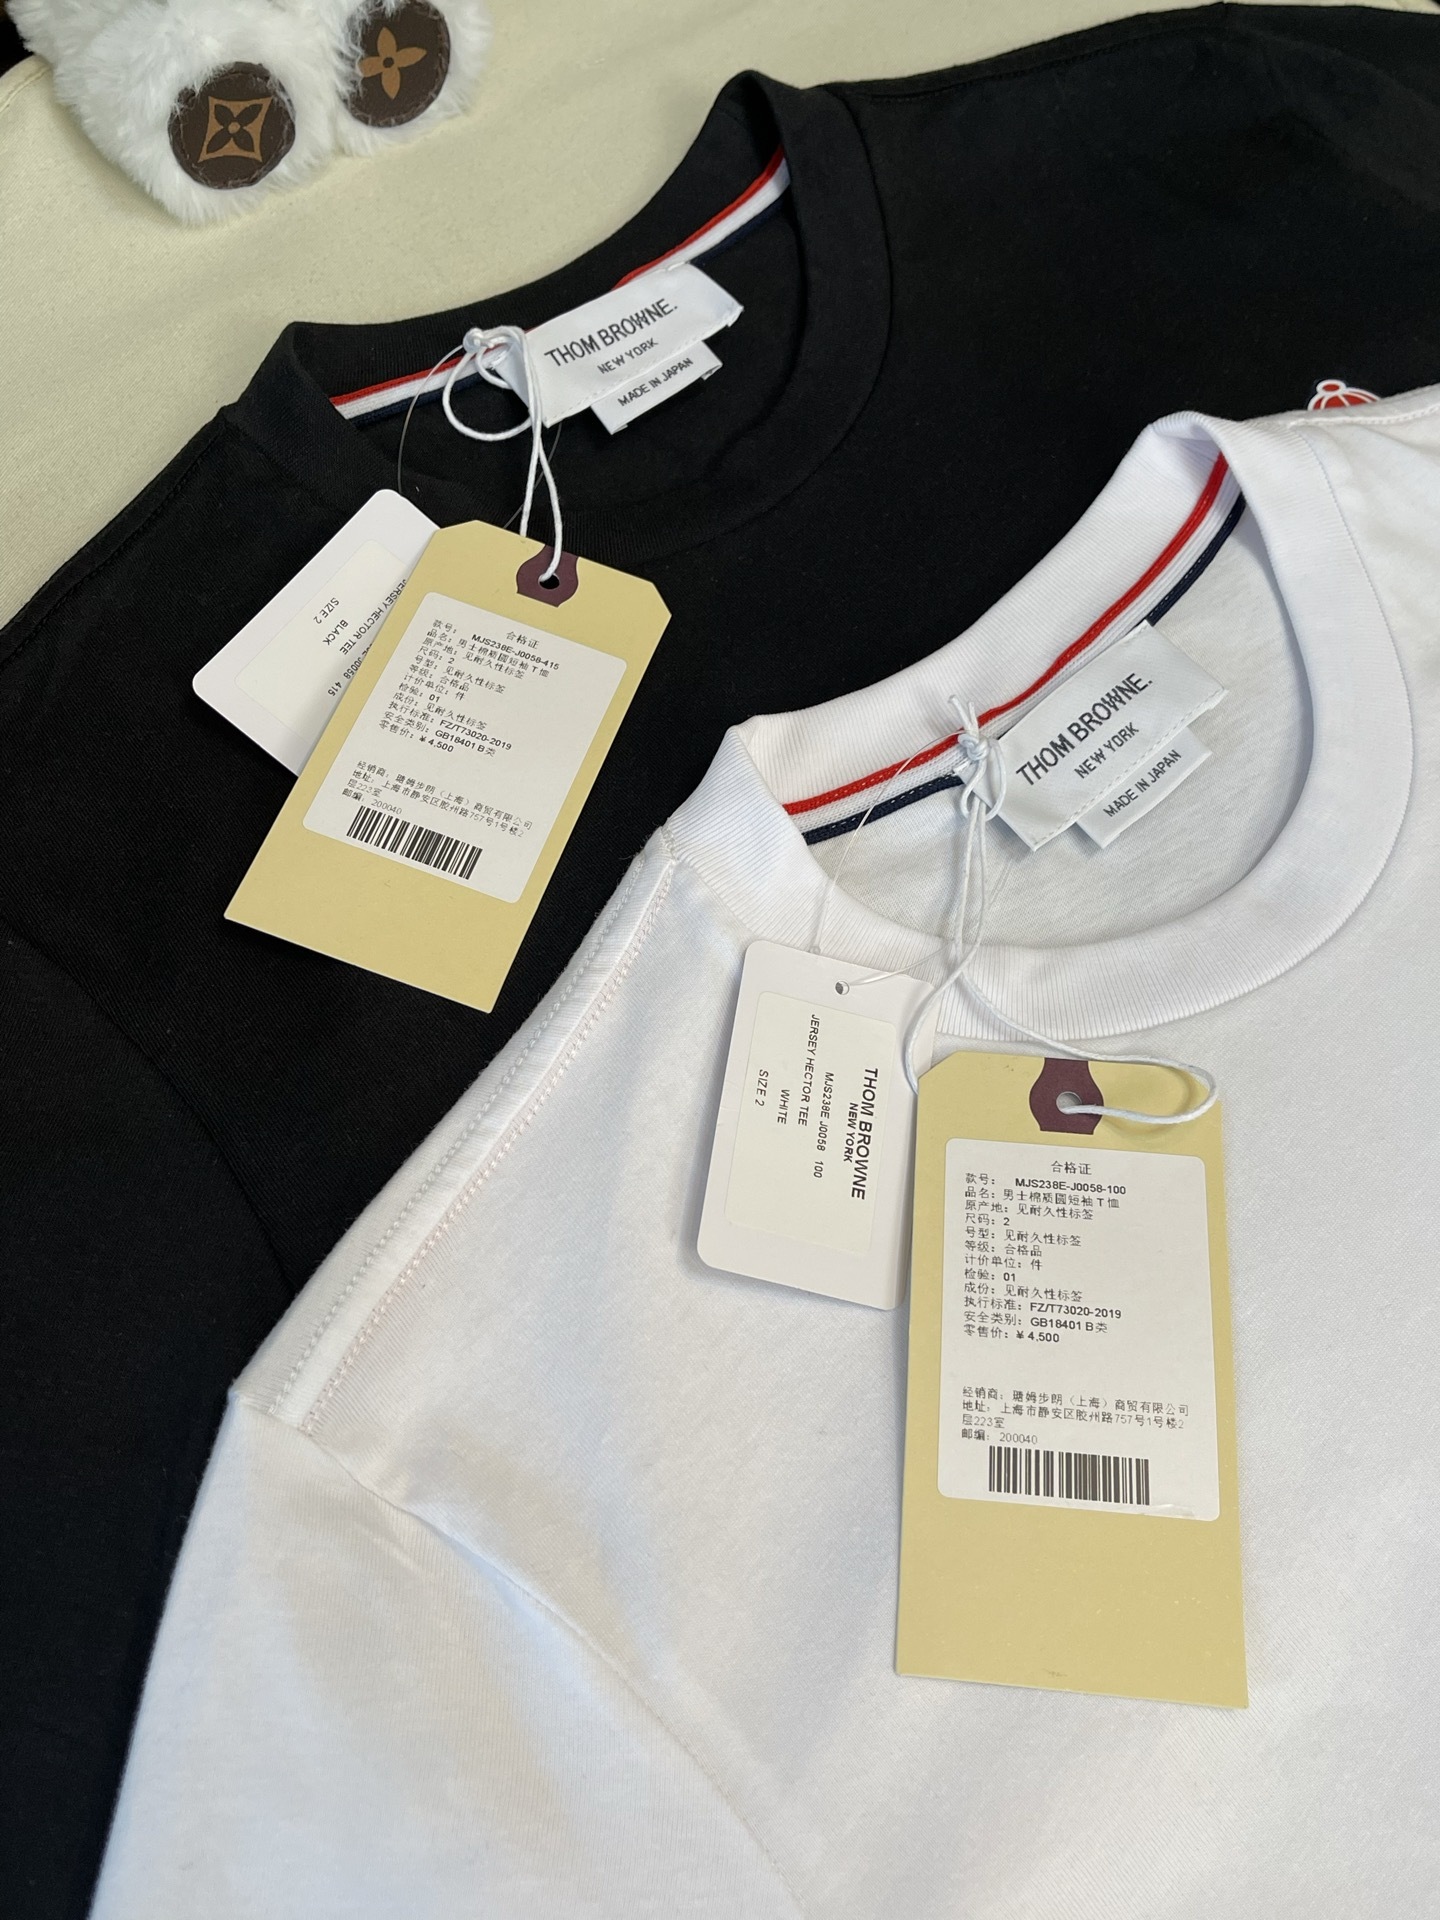 THOM BROWNE.
NEW YORK
MADE IN JAPAN
JERSEY HECTOR TEE
BLACK
SIZE 2
合格证
款号： MJS238E-J0058-415
品名：男士棉质圆短袖 T 恤
原产地：见耐久性标签
尺码：2
号型：见耐久性标签
等级：合格品
计价单位：件
检验：01
成份：见耐久性标签
执行标准：FZ/T73020-2019
安全类别：GB18401 B类
零售价：¥ 4,500
经销商：瑭姆步朗（上海）商贸有限公司
地址：上海市静安区胶州路757号1号楼2
层223室
邮编：200040
THOM BROWNE.
NEW YORK
MADE IN JAPAN
THOM BROWNE
NEW YORK
MJS238E J0058 100
JERSEY HECTOR TEE
WHITE
SIZE 2
合格证
款号： MJS238E-J0058-100
品名：男士棉质圆短袖 T 恤
原产地：见耐久性标签
尺码：2
号型：见耐久性标签
等级：合格品
计价单位：件
检验：01
成份：见耐久性标签
执行标准：FZ/T73020-2019
安全类别：GB18401 B类
零售价：¥ 4,500
经销商：瑭姆步朗（上海）商贸有限公司
地址：上海市静安区胶州路757号1号楼2
层223室
邮编：200040